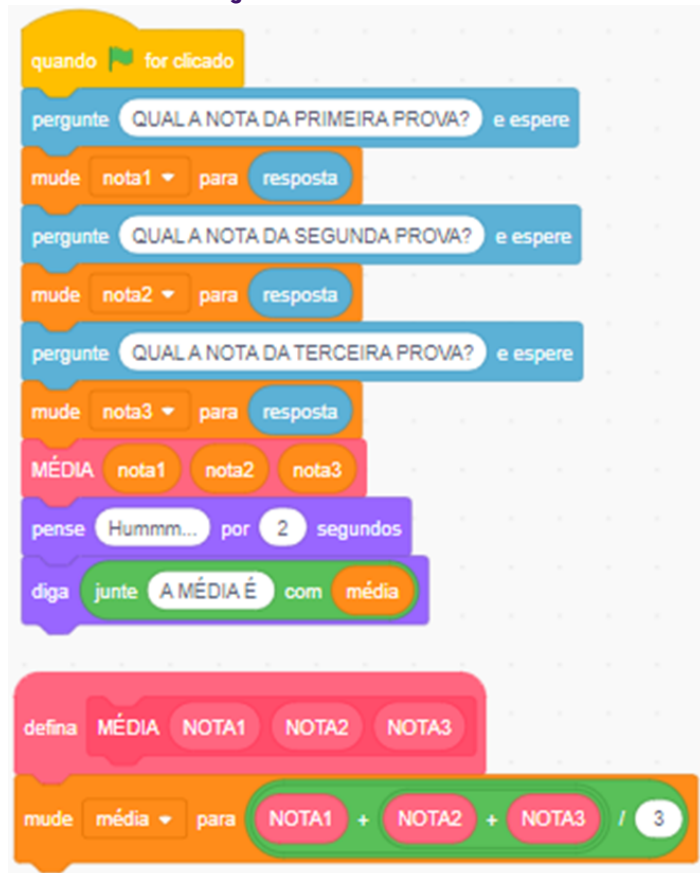 quando for clicado
pergunte QUAL A NOTA DA PRIMEIRA PROVA? e espere
mude nota1 para resposta
pergunte QUAL A NOTA DA SEGUNDA PROVA? e espere
mude nota2 para resposta
pergunte QUAL A NOTA DA TERCEIRA PROVA? e espere
mude nota3 para resposta
MÉDIA nota1 nota2 nota3
pense Hummm... por 2 segundos
diga junte A MÉDIA É com média
defina MÉDIA NOTA1 NOTA2 NOTA3
mude média para NOTA1 + NOTA2 + NOTA3 / 3